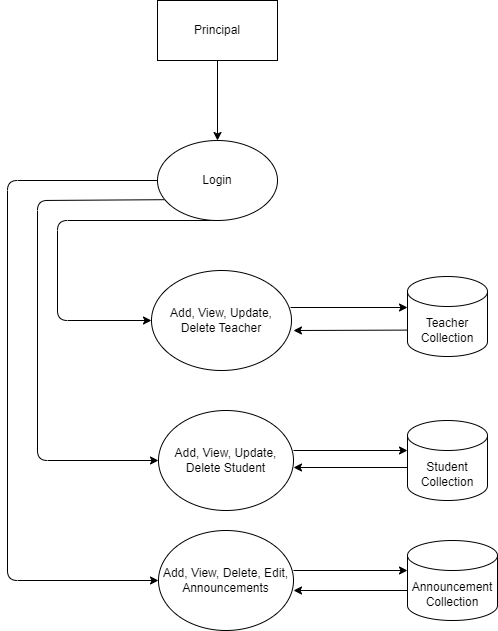 Principal
Login
Add, View, Update,
Delete Teacher
Teacher
Collection
Add, View, Update,
Delete Student
Student
Collection
Add, View, Delete, Edit,
Announcements
Announcement
Collection